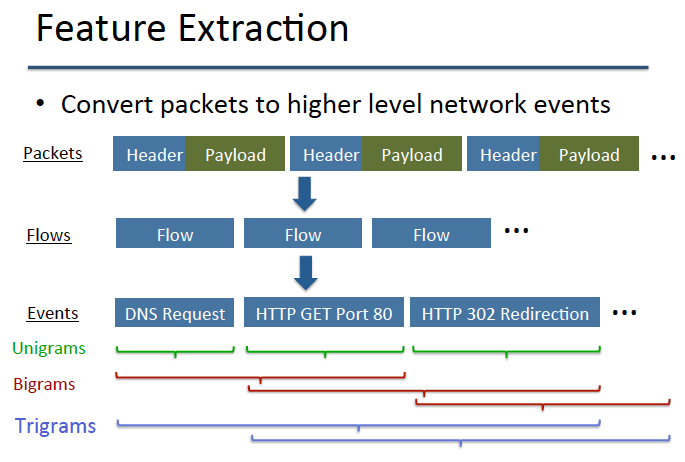 Feature Extraction
• Convert packets to higher level network events
Packets Header Payload Header Payload Header Payload ...
Flows Flow Flow Flow ...
Events DNS Request HTTP GET Port 80 HTTP 302 Redirection ...
Unigrams
Bigrams
Trigrams